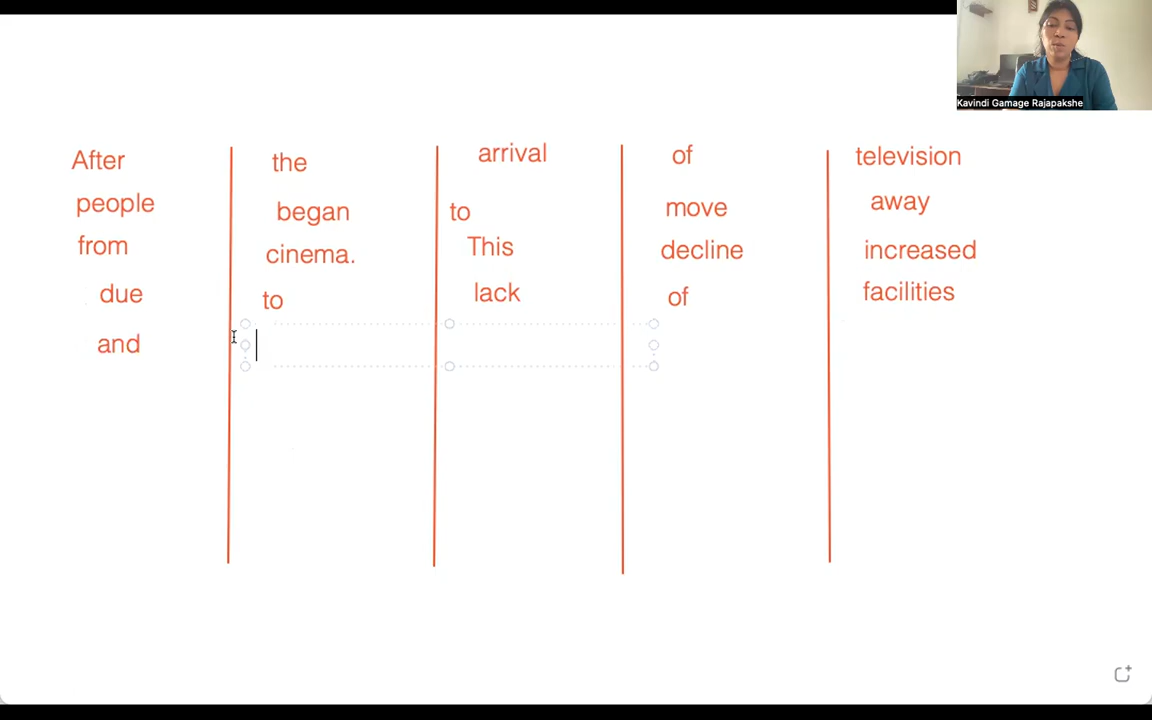 Kavindi Gamage Rajapakshe
After the arrival of television
people began to move away
from cinema. This decline increased
due to lack of facilities
and